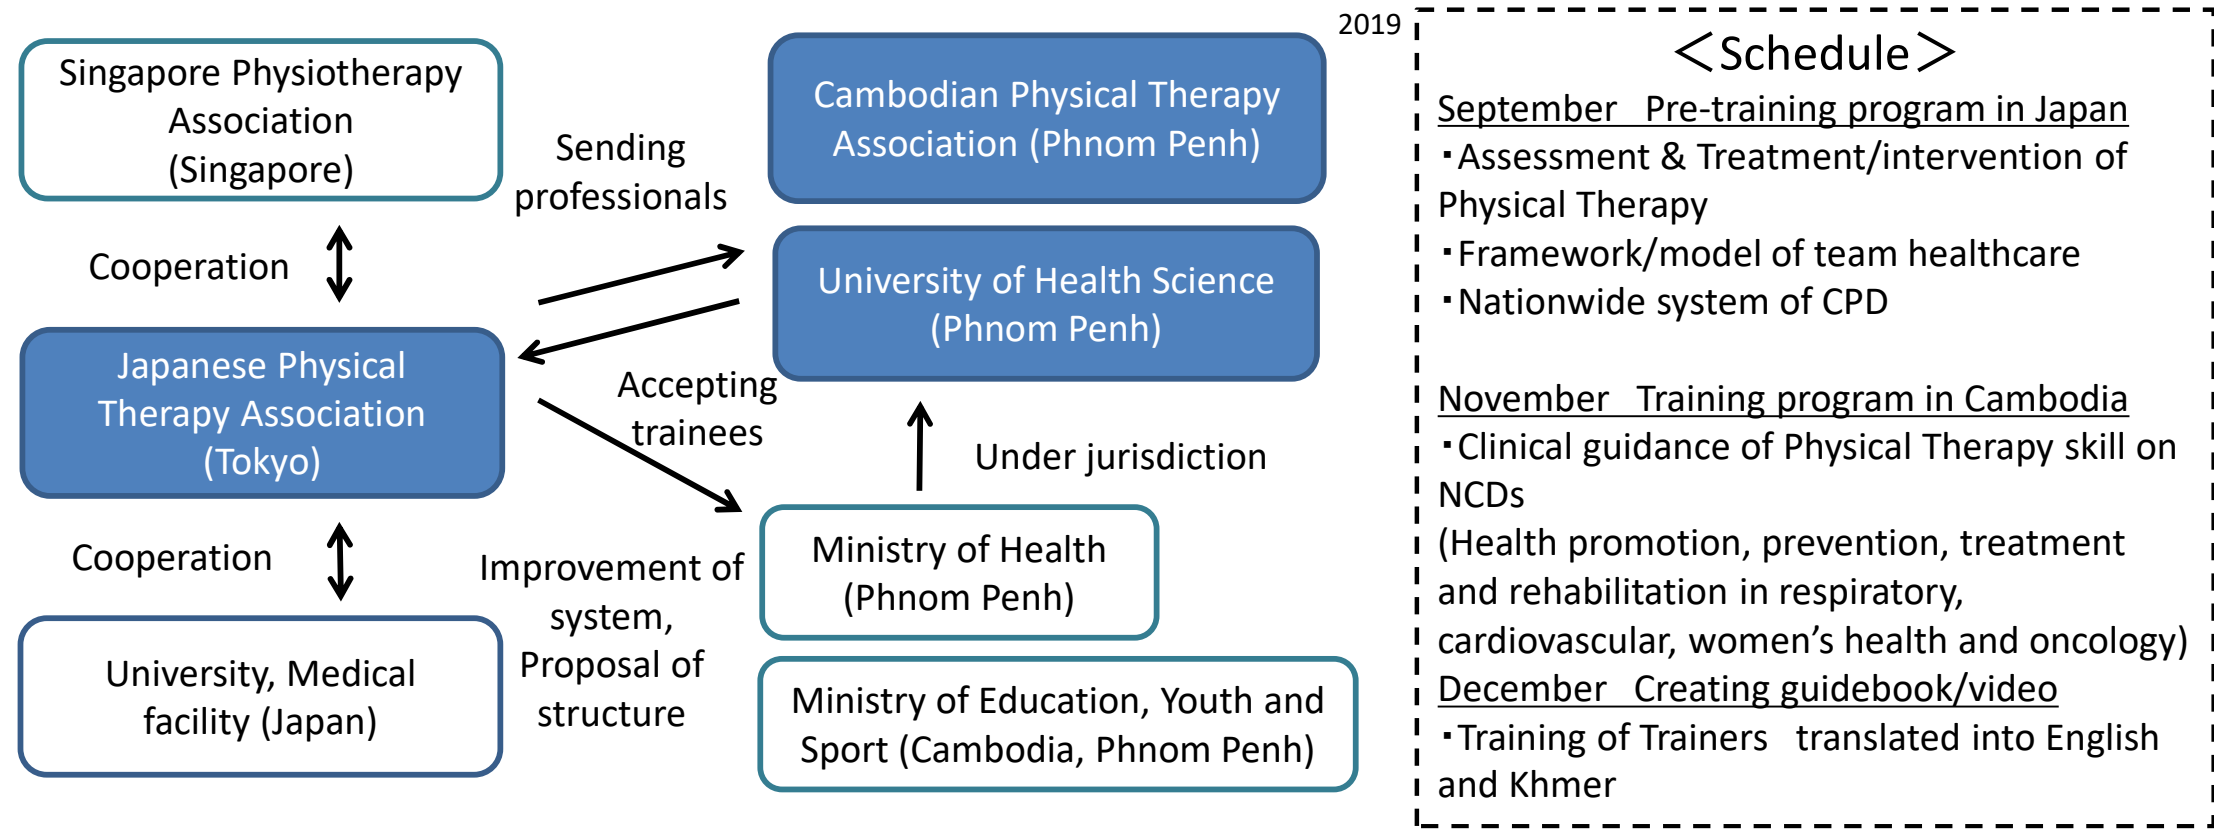 Singapore Physiotherapy
Association
(Singapore)
Cooperation
Japanese Physical
Therapy Association
(Tokyo)
Cooperation
University, Medical
facility (Japan)
Sending
professionals
Accepting
trainees
Improvement of
system,
Proposal of
structure
Cambodian Physical Therapy
Association (Phnom Penh)
University of Health Science
(Phnom Penh)
Under jurisdiction
Ministry of Health
(Phnom Penh)
Ministry of Education, Youth and
Sport (Cambodia, Phnom Penh)
2019
＜Schedule＞
September Pre-training program in Japan
・Assessment & Treatment/intervention of
Physical Therapy
・Framework/model of team healthcare
・Nationwide system of CPD
November Training program in Cambodia
・Clinical guidance of Physical Therapy skill on
NCDs
(Health promotion, prevention, treatment
and rehabilitation in respiratory,
cardiovascular, women’s health and oncology)
December Creating guidebook/video
・Training of Trainers translated into English
and Khmer